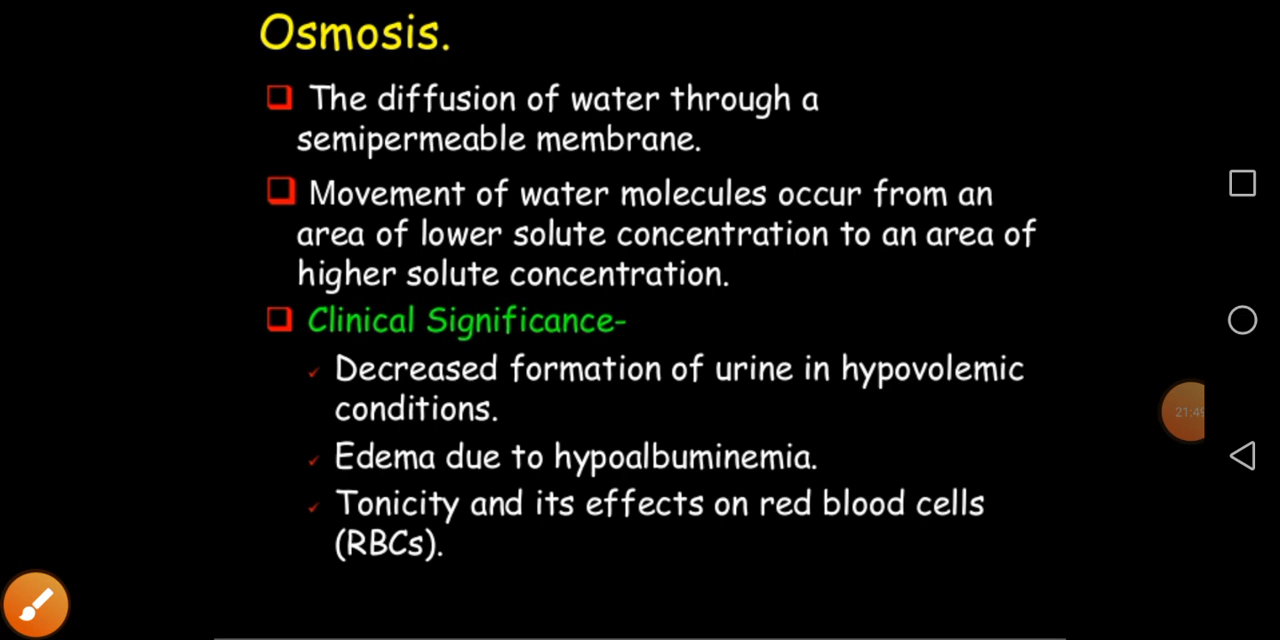 Osmosis.
The diffusion of water through a
semipermeable membrane.
Movement of water molecules occur from an
area of lower solute concentration to an area of
higher solute concentration.
Clinical Significance-
Decreased formation of urine in hypovolemic
conditions.
Edema due to hypoalbuminemia.
Tonicity and its effects on red blood cells
(RBCs).
21:49